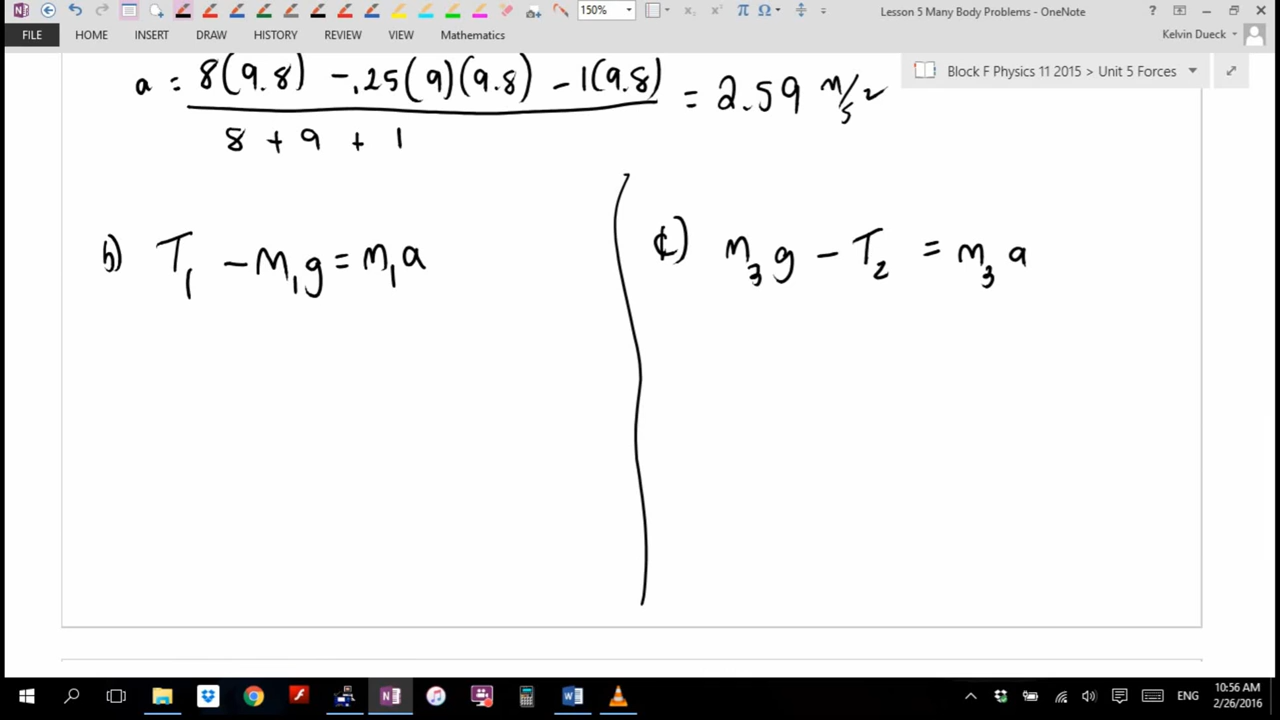 Lesson 5 Many Body Problems - OneNote
150%
FILE HOME INSERT DRAW HISTORY REVIEW VIEW Mathematics
Kelvin Dueck
Block F Physics 11 2015 > Unit 5 Forces
a = 8(9.8) - .25(9)(9.8) - 1(9.8) = 2.59 m/s²
8 + 9 + 1
b) T₁ - m₁g = m₁a
c) m₃g - T₂ = m₃a
ENG
10:56 AM
2/26/2016